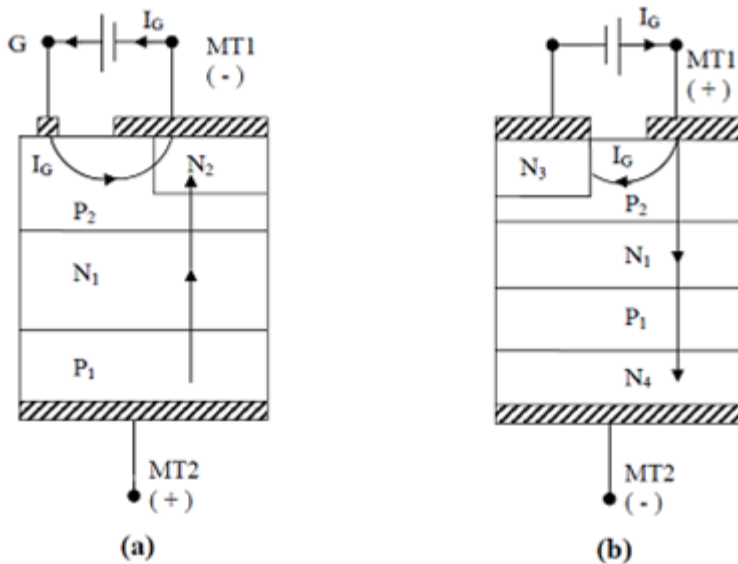 G
I_G
MT1
( - )
I_G
N₂
P₂
N₁
P₁
MT2
( + )
(a)
I_G
MT1
( + )
N₃
I_G
P₂
N₁
P₁
N₄
MT2
( - )
(b)